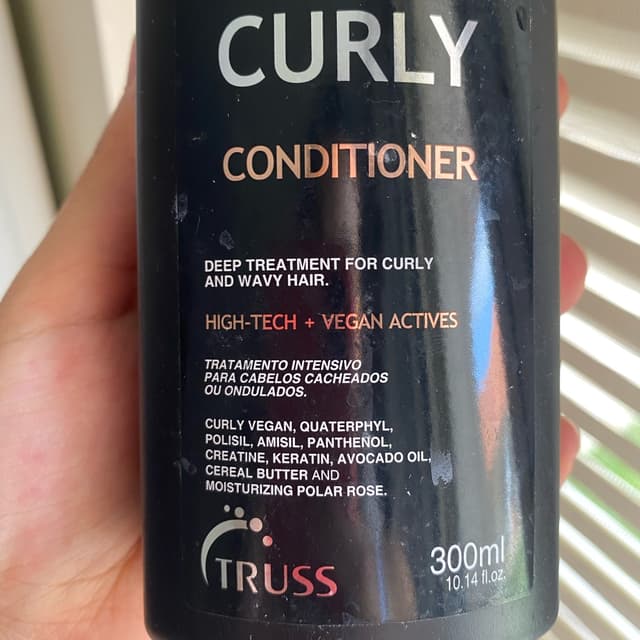 CURLY
CONDITIONER
DEEP TREATMENT FOR CURLY
AND WAVY HAIR.
HIGH-TECH + VEGAN ACTIVES
TRATAMENTO INTENSIVO
PARA CABELOS CACHEADOS
OU ONDULADOS.
CURLY VEGAN, QUATERPHYL,
POLISIL, AMISIL, PANTHENOL,
CREATINE, KERATIN, AVOCADO OIL,
CEREAL BUTTER AND
MOISTURIZING POLAR ROSE.
TRUSS
300ml
10.14 fl.oz.